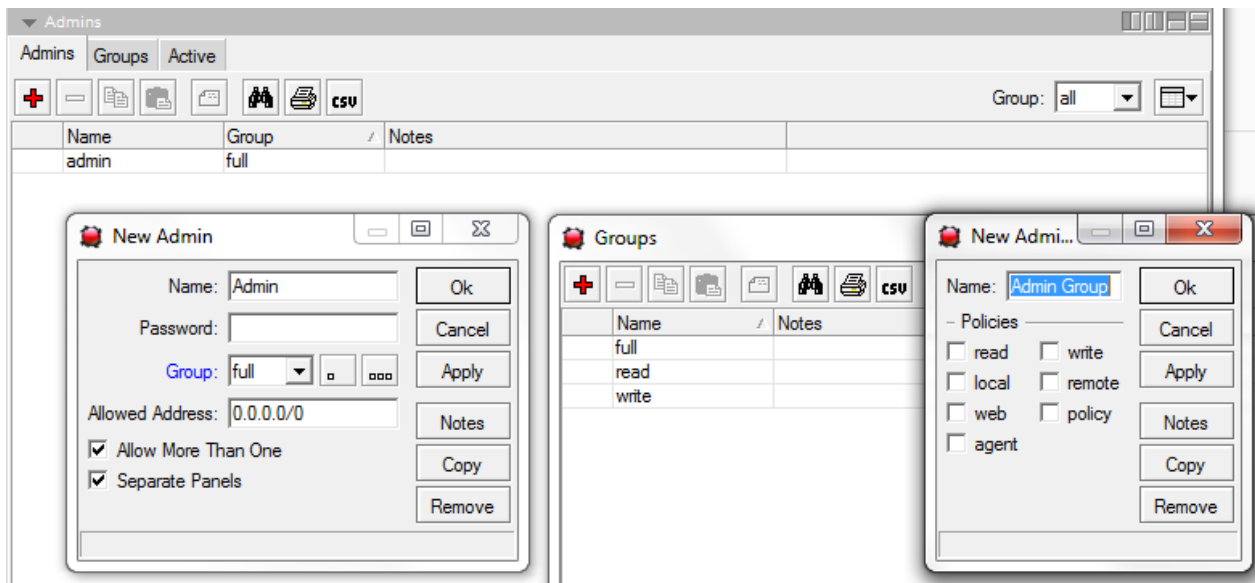 Admins
Admins Groups Active
csv Group: all
Name Group Notes
admin full
New Admin
Name: Admin Ok
Password: Cancel
Group: full Apply
Allowed Address: 0.0.0.0/0
Notes
Allow More Than One
Copy
Separate Panels
Remove
Groups
csv
Name Notes
full
read
write
New Admi...
Name: Admin Group Ok
Policies Cancel
read write
Apply
local remote
web policy Notes
agent
Copy
Remove